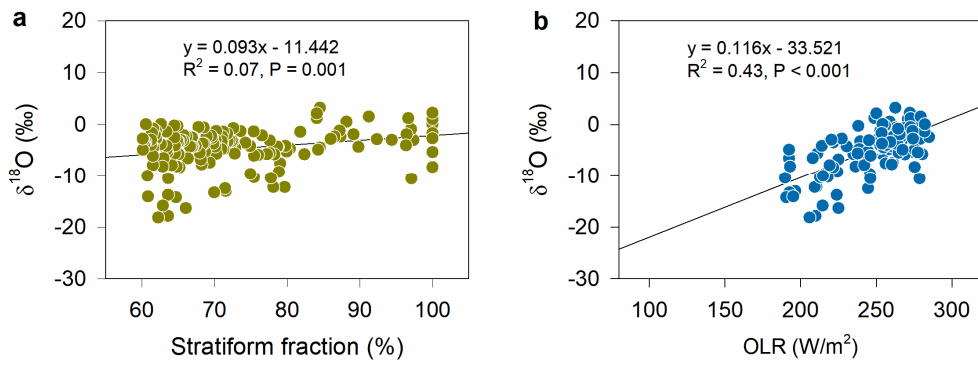 a
y = 0.093x - 11.442
R² = 0.07, P = 0.001
δ¹⁸O (‰)
20
10
0
-10
-20
-30
60 70 80 90 100
Stratiform fraction (%)
b
y = 0.116x - 33.521
R² = 0.43, P < 0.001
δ¹⁸O (‰)
20
10
0
-10
-20
-30
100 150 200 250 300
OLR (W/m²)